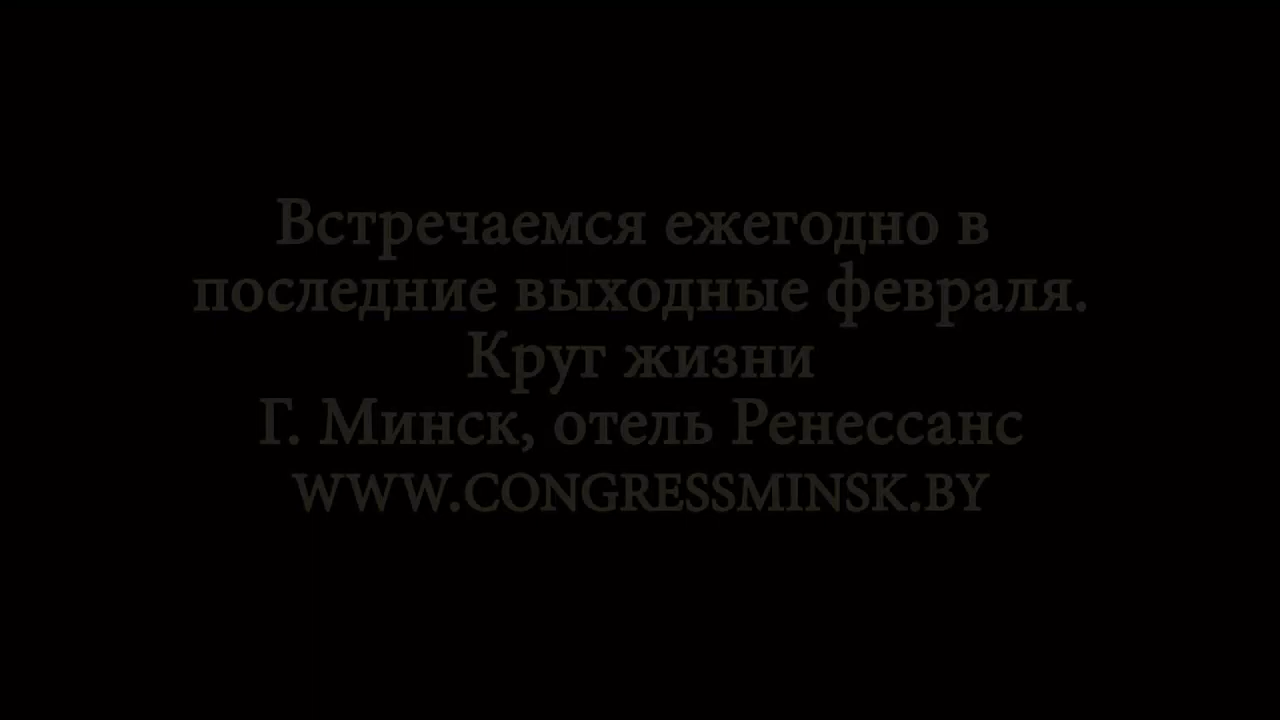 Встречаемся ежегодно в
последние выходные февраля.
Круг жизни
Г. Минск, отель Ренессанс
WWW.CONGRESSMINSK.BY